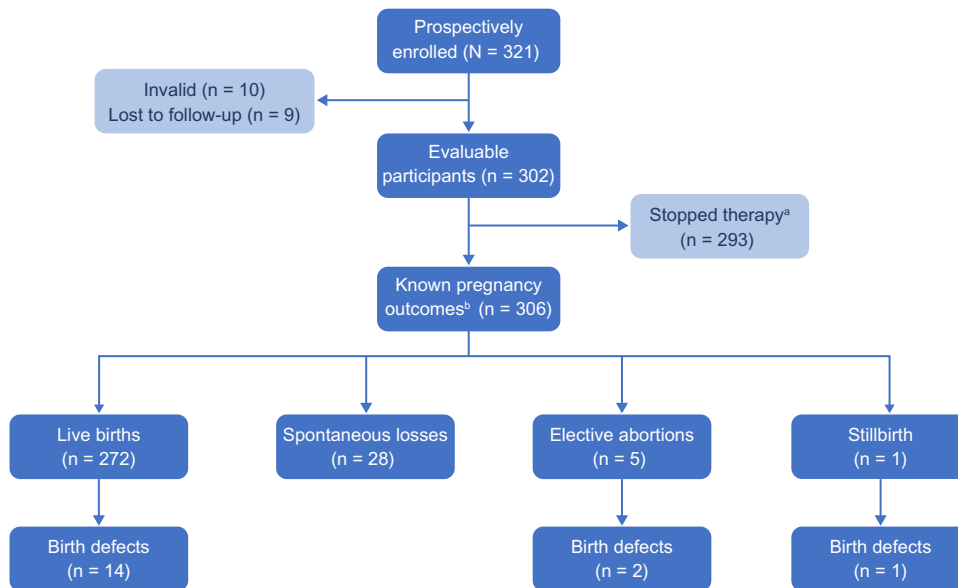 Prospectively
enrolled (N = 321)
Invalid (n = 10)
Lost to follow-up (n = 9)
Evaluable
participants (n = 302)
Stopped therapyᵃ
(n = 293)
Known pregnancy
outcomesᵇ (n = 306)
Live births
(n = 272)
Spontaneous losses
(n = 28)
Elective abortions
(n = 5)
Stillbirth
(n = 1)
Birth defects
(n = 14)
Birth defects
(n = 2)
Birth defects
(n = 1)